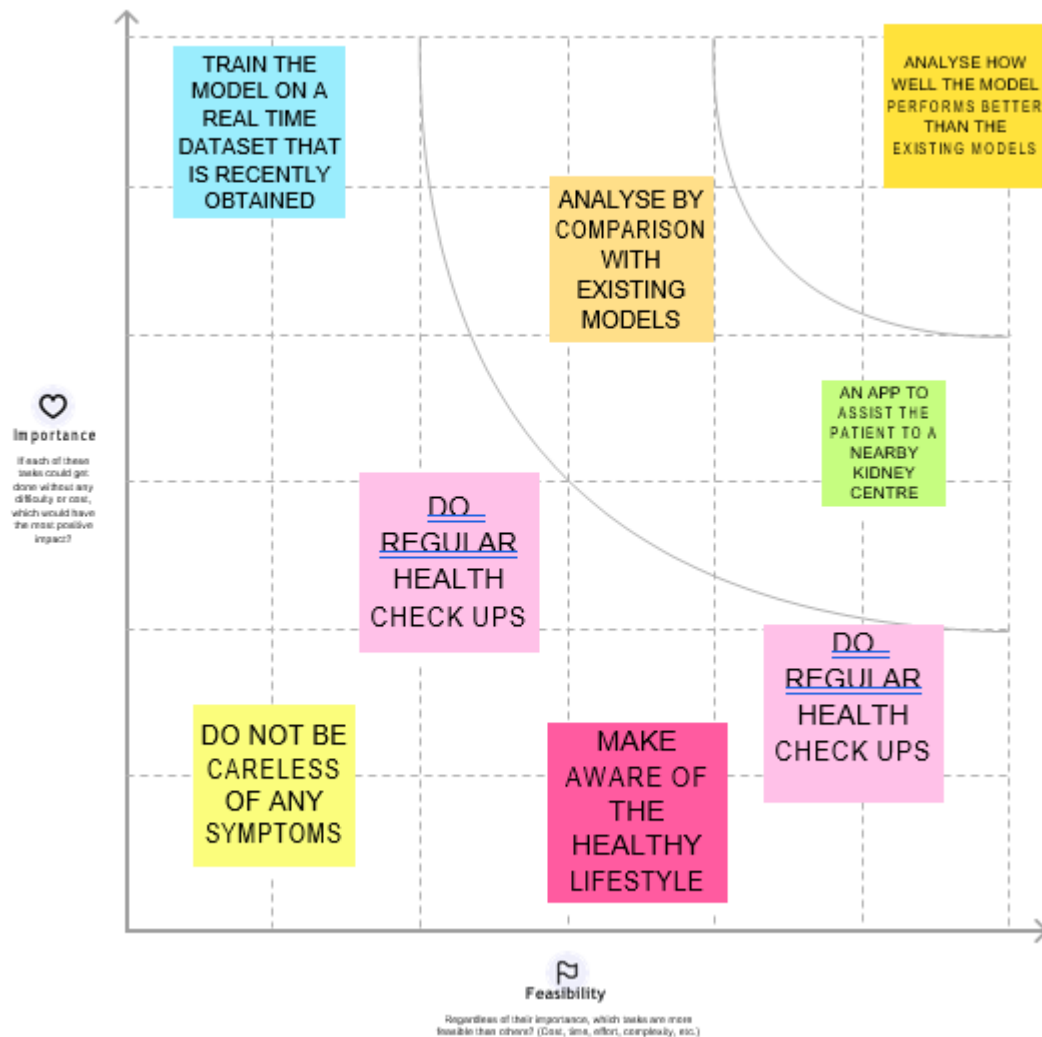 TRAIN THE
MODEL ON A
REAL TIME
DATASET THAT
IS RECENTLY
OBTAINED
ANALYSE HOW
WELL THE MODEL
PERFORMS BETTER
THAN THE
EXISTING MODELS
ANALYSE BY
COMPARISON
WITH
EXISTING
MODELS
AN APP TO
ASSIST THE
PATIENT TO A
NEARBY
KIDNEY
CENTRE
Importance
If each of these
tasks could get
done without any
difficulty or cost,
which would have
the most positive
impact?
DO
REGULAR
HEALTH
CHECK UPS
DO
REGULAR
HEALTH
CHECK UPS
DO NOT BE
CARELESS
OF ANY
SYMPTOMS
MAKE
AWARE OF
THE
HEALTHY
LIFESTYLE
Feasibility
Regardless of their importance, which tasks are more
feasible than others? (Cost, time, effort, complexity, etc.)